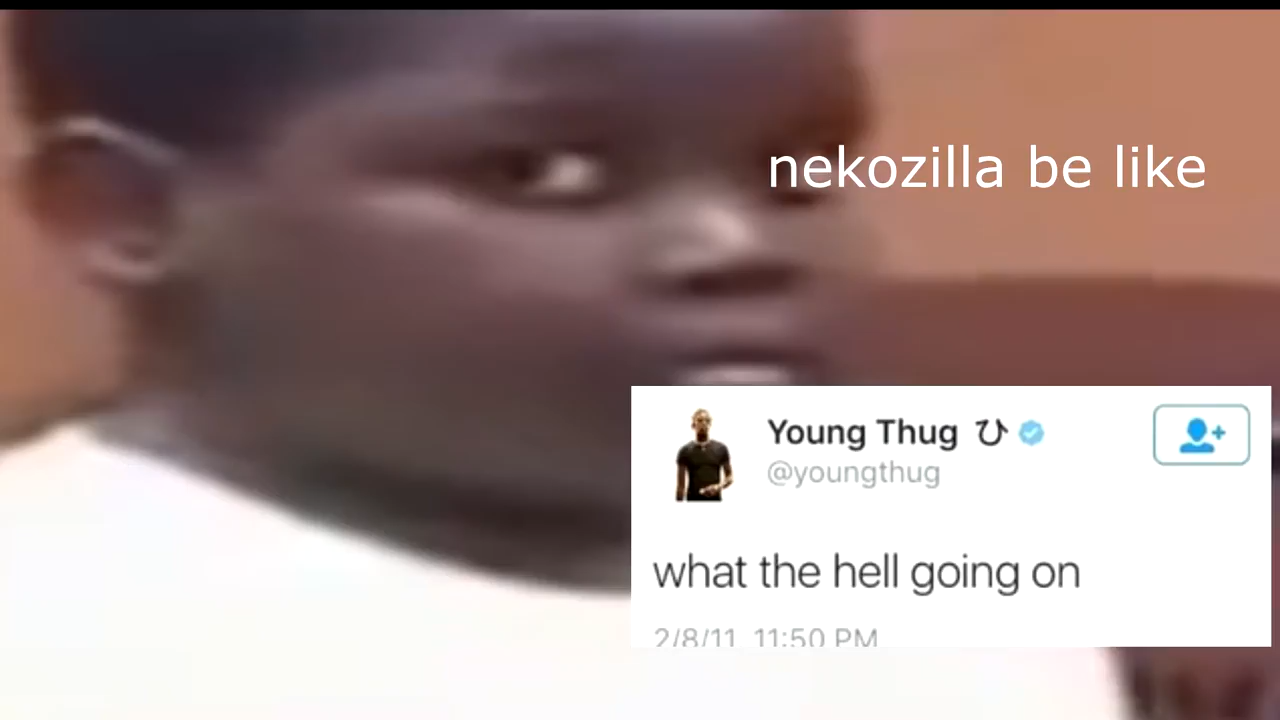 nekozilla be like
Young Thug ひ
@youngthug
what the hell going on
2/8/11, 11:50 PM